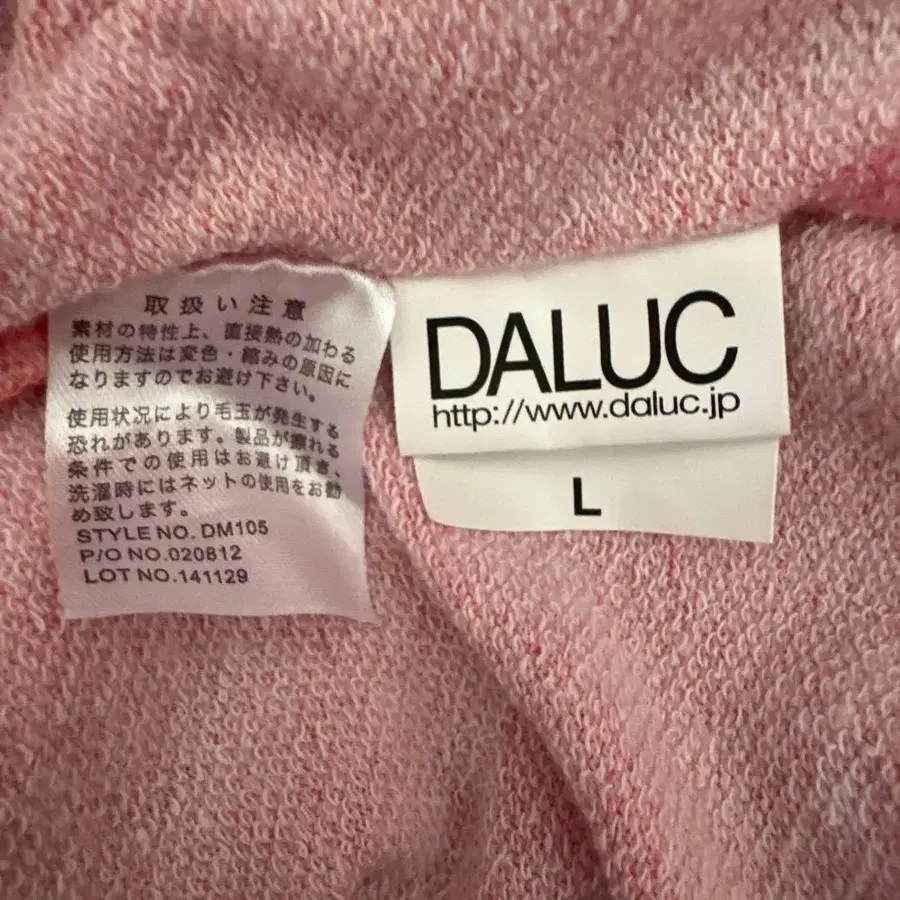 取扱い注意
素材の特性上、直接熱の加わる
使用方法は変色・縮みの原因に
なりますのでお避け下さい。
使用状況により毛玉が発生する
恐れがあります。製品が擦れる
条件での使用はお避け頂き、
洗濯時にはネットの使用をお勧
め致します。
STYLE NO. DM105
P/O NO.020812
LOT NO.141129
DALUC
http://www.daluc.jp
L